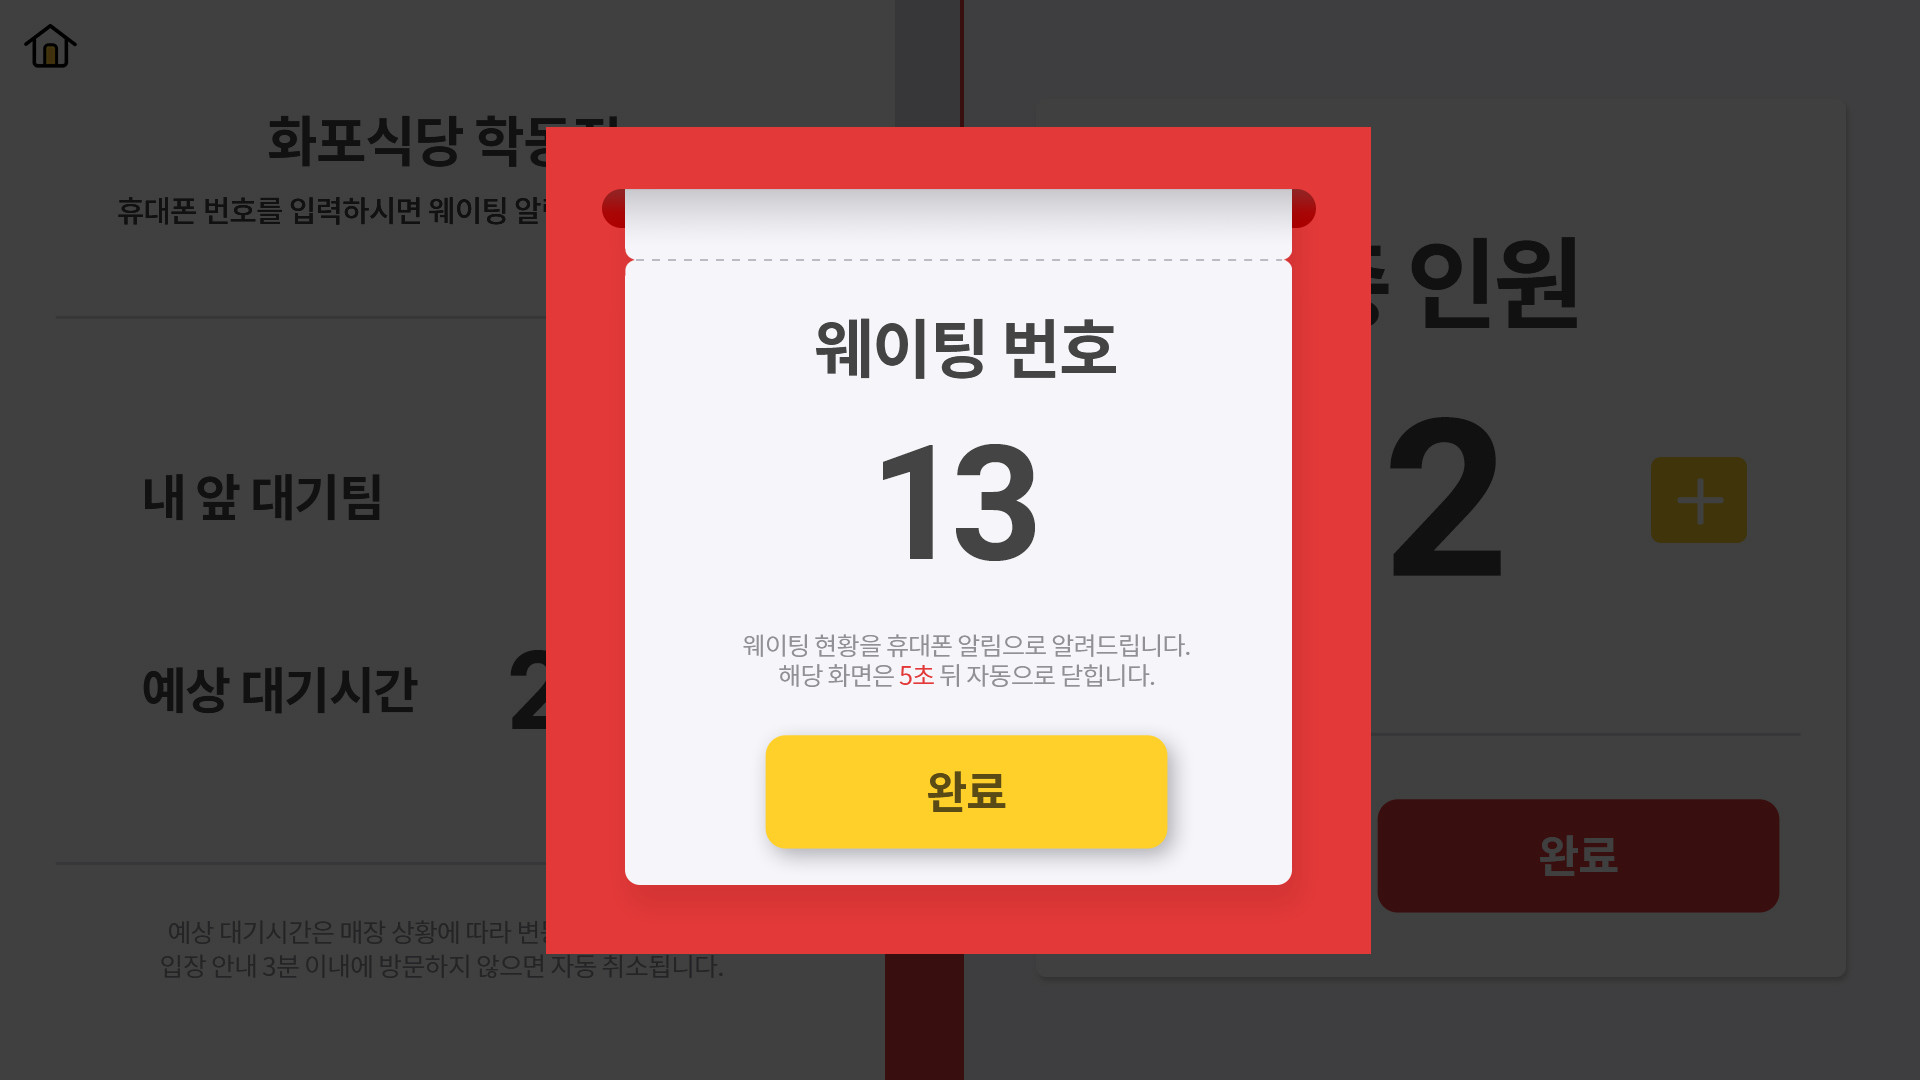 화포식당 학동점
휴대폰 번호를 입력하시면 웨이팅
내 앞 대기팀
예상 대기시간 2
예상 대기시간은 매장 상황에 따라
입장 안내 3분 이내에 방문하지 않으면 자동 취소됩니다.
웨이팅 번호
13
웨이팅 현황을 휴대폰 알림으로 알려드립니다.
해당 화면은 5초 뒤 자동으로 닫힙니다.
완료
인원
2
+
완료